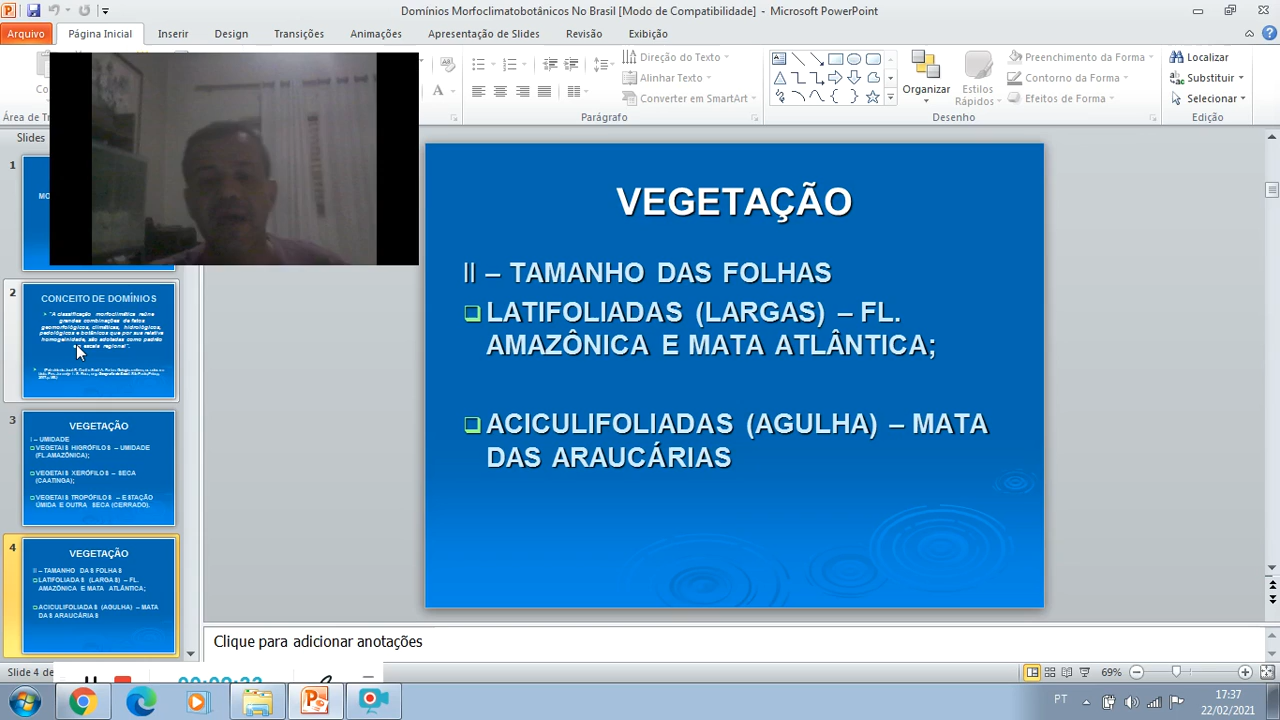 Domínios Morfoclimatobotânicos No Brasil [Modo de Compatibilidade] - Microsoft PowerPoint
Arquivo Página Inicial Inserir Design Transições Animações Apresentação de Slides Revisão Exibição
Direção do Texto
Alinhar Texto
Converter em SmartArt
Organizar
Estilos
Rápidos
Preenchimento da Forma
Contorno da Forma
Efeitos de Forma
Localizar
Substituir
Selecionar
Parágrafo Desenho Edição
Slides
1
2
CONCEITO DE DOMÍNIOS
3
VEGETAÇÃO
I – UMIDADE
VEGETAIS HIGRÓFILOS – UMIDADE
(FL.AMAZÔNICA);
VEGETAIS XERÓFILOS – SECA
(CAATINGA);
VEGETAIS TROPÓFILOS – ESTAÇÃO
ÚMIDA E OUTRA SECA (CERRADO).
4
VEGETAÇÃO
II – TAMANHO DAS FOLHAS
LATIFOLIADAS (LARGAS) – FL.
AMAZÔNICA E MATA ATLÂNTICA;
ACICULIFOLIADAS (AGULHA) – MATA
DAS ARAUCÁRIAS
VEGETAÇÃO
II – TAMANHO DAS FOLHAS
LATIFOLIADAS (LARGAS) – FL.
AMAZÔNICA E MATA ATLÂNTICA;
ACICULIFOLIADAS (AGULHA) – MATA
DAS ARAUCÁRIAS
Clique para adicionar anotações
Slide 4 de
69%
PT
17:37
22/02/2021